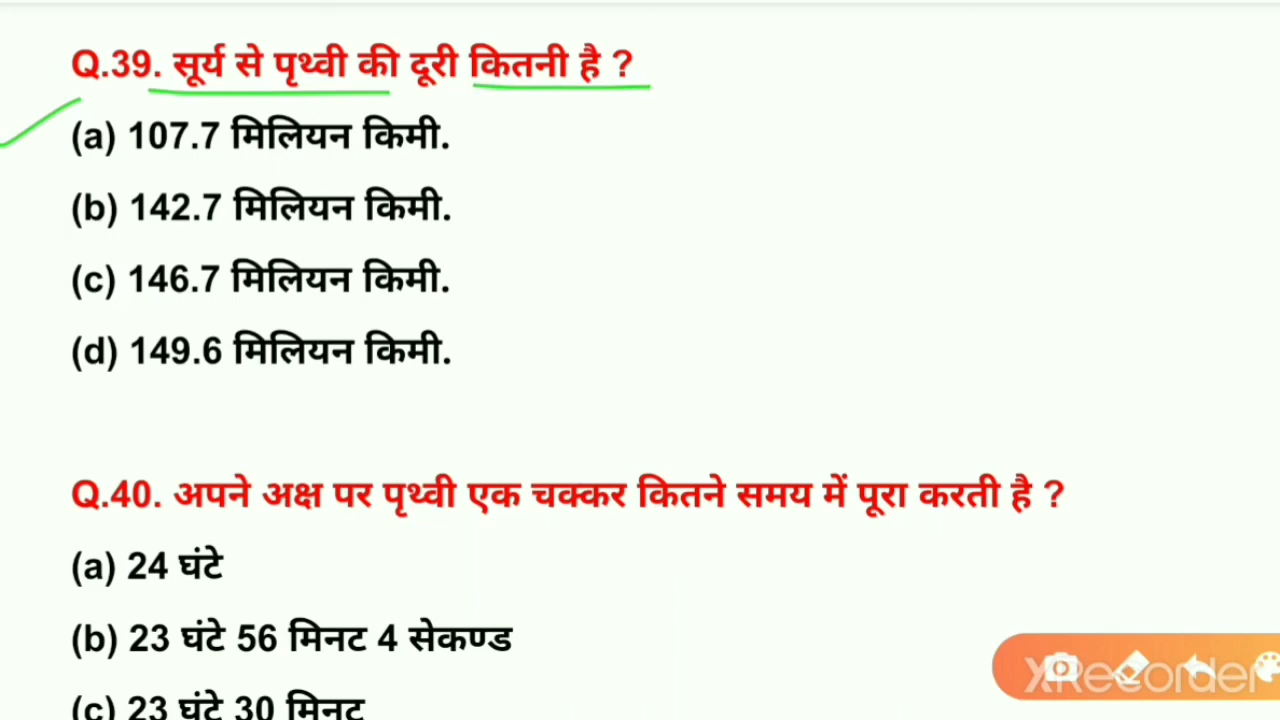 Q.39. सूर्य से पृथ्वी की दूरी कितनी है ?
(a) 107.7 मिलियन किमी.
(b) 142.7 मिलियन किमी.
(c) 146.7 मिलियन किमी.
(d) 149.6 मिलियन किमी.
Q.40. अपने अक्ष पर पृथ्वी एक चक्कर कितने समय में पूरा करती है ?
(a) 24 घंटे
(b) 23 घंटे 56 मिनट 4 सेकण्ड
(c) 23 घंटे 30 मिनट
XRecorder